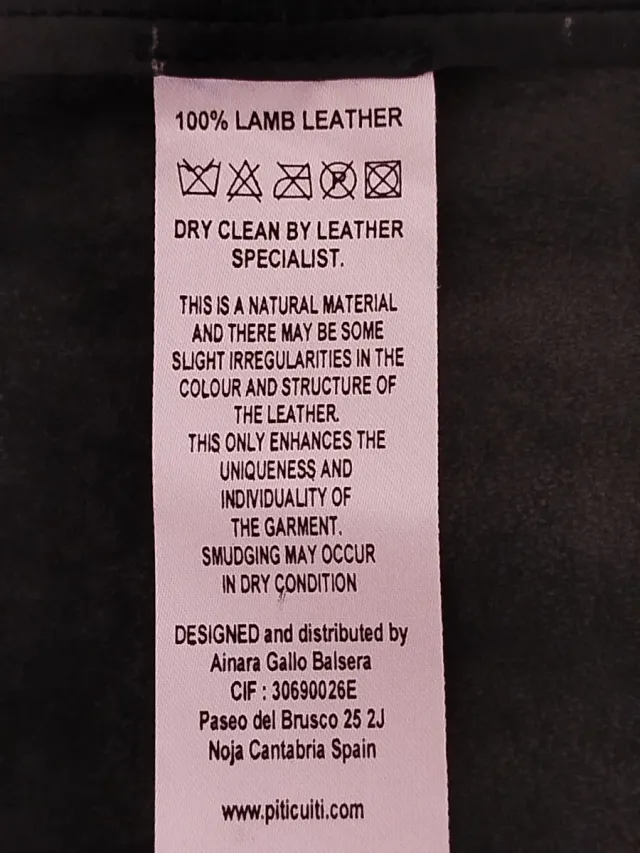 100% LAMB LEATHER
P
DRY CLEAN BY LEATHER
SPECIALIST.
THIS IS A NATURAL MATERIAL
AND THERE MAY BE SOME
SLIGHT IRREGULARITIES IN THE
COLOUR AND STRUCTURE OF
THE LEATHER.
THIS ONLY ENHANCES THE
UNIQUENESS AND
INDIVIDUALITY OF
THE GARMENT.
SMUDGING MAY OCCUR
IN DRY CONDITION
DESIGNED and distributed by
Ainara Gallo Balsera
CIF : 30690026E
Paseo del Brusco 25 2J
Noja Cantabria Spain
www.piticuiti.com